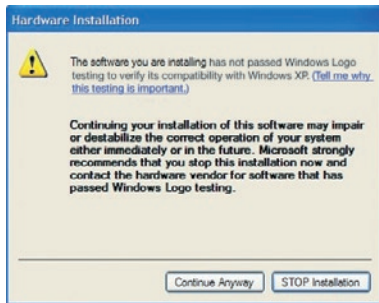 Hardware Installation
The software you are installing has not passed Windows Logo
testing to verify its compatibility with Windows XP. (Tell me why
this testing is important.)
Continuing your installation of this software may impair
or destabilize the correct operation of your system
either immediately or in the future. Microsoft strongly
recommends that you stop this installation now and
contact the hardware vendor for software that has
passed Windows Logo testing.
Continue Anyway
STOP Installation